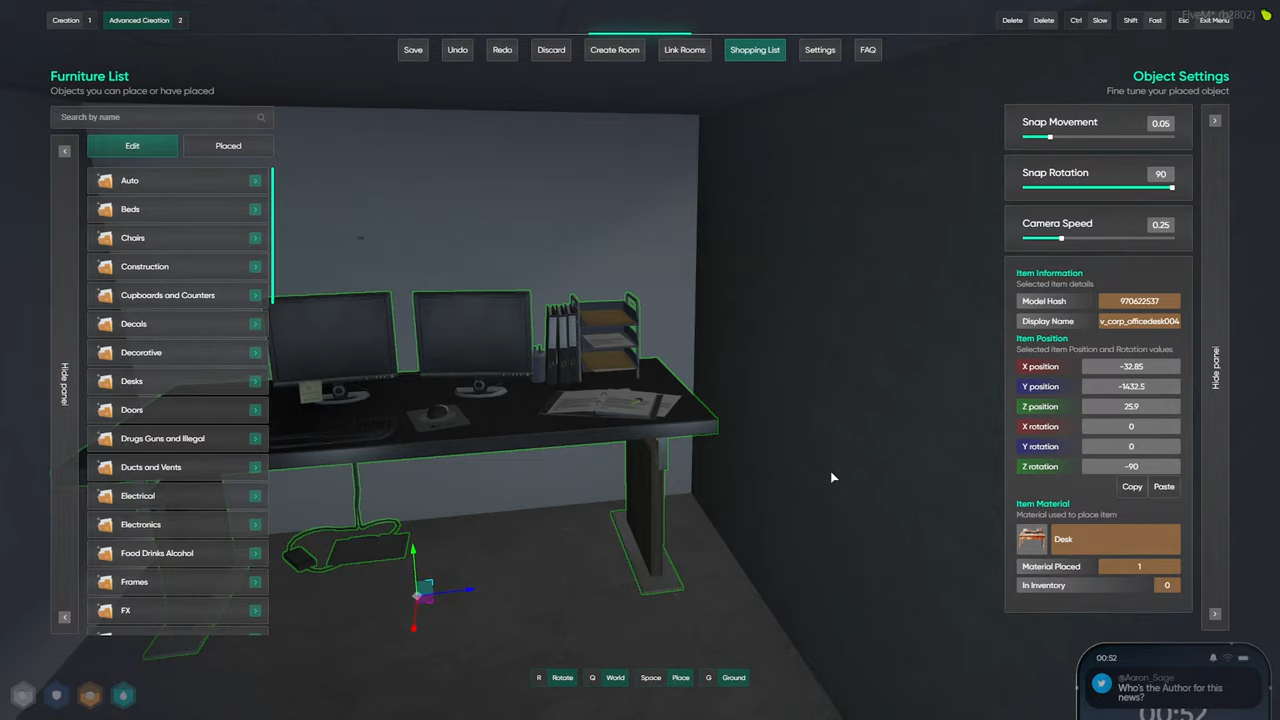 Creation 1 Advanced Creation 2
FiveM* (b2802)
Delete Delete Ctrl Slow Shift Fast Esc Exit Menu
Save Undo Redo Discard Create Room Link Rooms Shopping List Settings FAQ
Furniture List
Objects you can place or have placed
Search by name
Edit Placed
Auto
Beds
Chairs
Construction
Cupboards and Counters
Decals
Decorative
Desks
Doors
Drugs Guns and Illegal
Ducts and Vents
Electrical
Electronics
Food Drinks Alcohol
Frames
FX
Hide panel
Object Settings
Fine tune your placed object
Snap Movement 0.05
Snap Rotation 90
Camera Speed 0.25
Item Information
Selected item details
Model Hash 970622537
Display Name v_corp_officedesk004
Item Position
Selected Item Position and Rotation values
X position -32.85
Y position -1432.5
Z position 25.9
X rotation 0
Y rotation 0
Z rotation -90
Copy Paste
Item Material
Material used to place item
Desk
Material Placed 1
In Inventory 0
Hide panel
R Rotate Q World Space Place G Ground
00:52
@Aaron_Sage
Who's the Author for this
news?
00:52